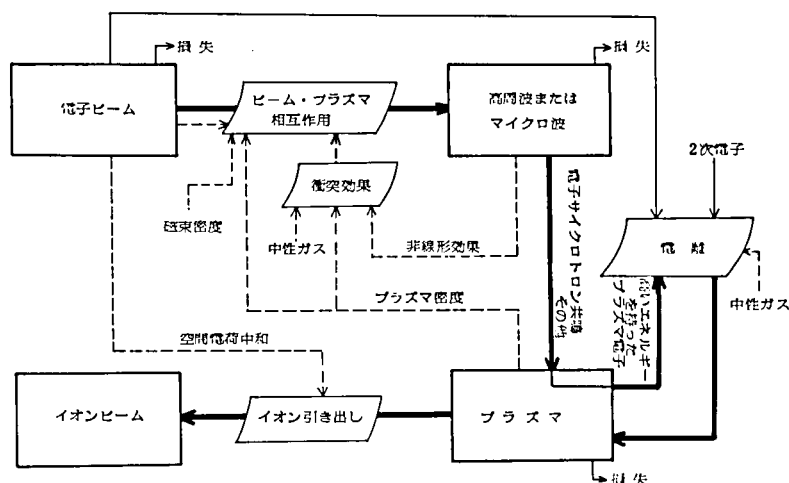 損失
損失
電子ビーム
ビーム・プラズマ
相互作用
高周波または
マイクロ波
2次電子
衝突効果
磁束密度
中性ガス
非線形効果
電子サイクロトロン共鳴
その他
電離
高いエネルギー
を持った
プラズマ電子
中性ガス
プラズマ密度
空間電荷中和
イオンビーム
イオン引き出し
プラズマ
損失